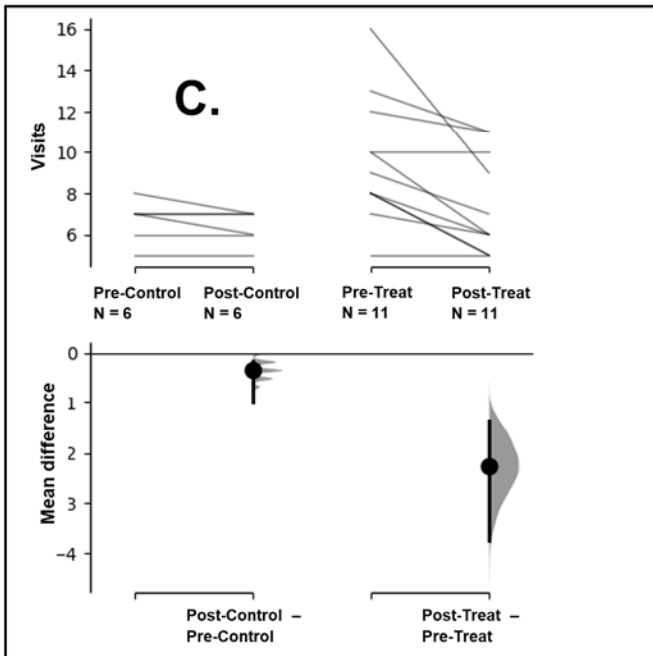 16
14
C.
12
Visits
10
8
6
Pre-Control Post-Control Pre-Treat Post-Treat
N = 6 N = 6 N = 11 N = 11
0
1
2
Mean difference
3
−4
Post-Control – Post-Treat –
Pre-Control Pre-Treat